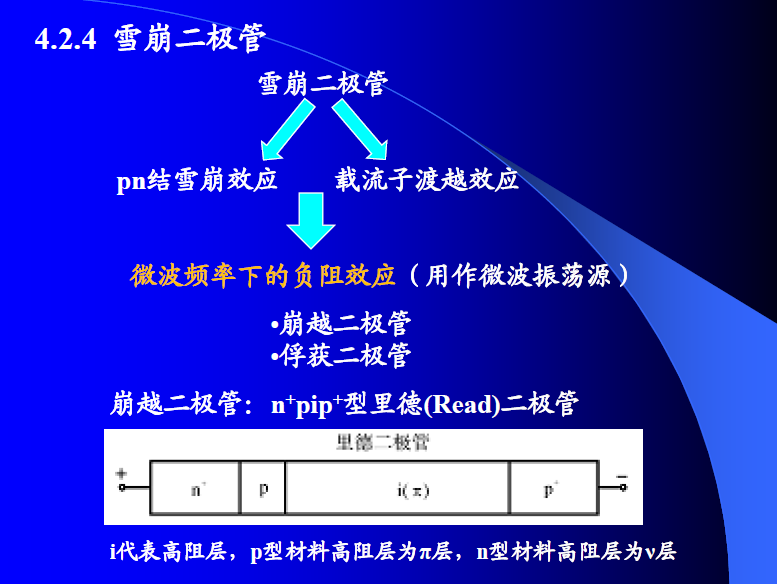 4.2.4 雪崩二极管
雪崩二极管
pn结雪崩效应
载流子渡越效应
微波频率下的负阻效应（用作微波振荡源）
•崩越二极管
•俘获二极管
崩越二极管：n⁺pip⁺型里德(Read)二极管
里德二极管
+ −
n⁺ p i(π) p⁺
i代表高阻层，p型材料高阻层为π层，n型材料高阻层为ν层